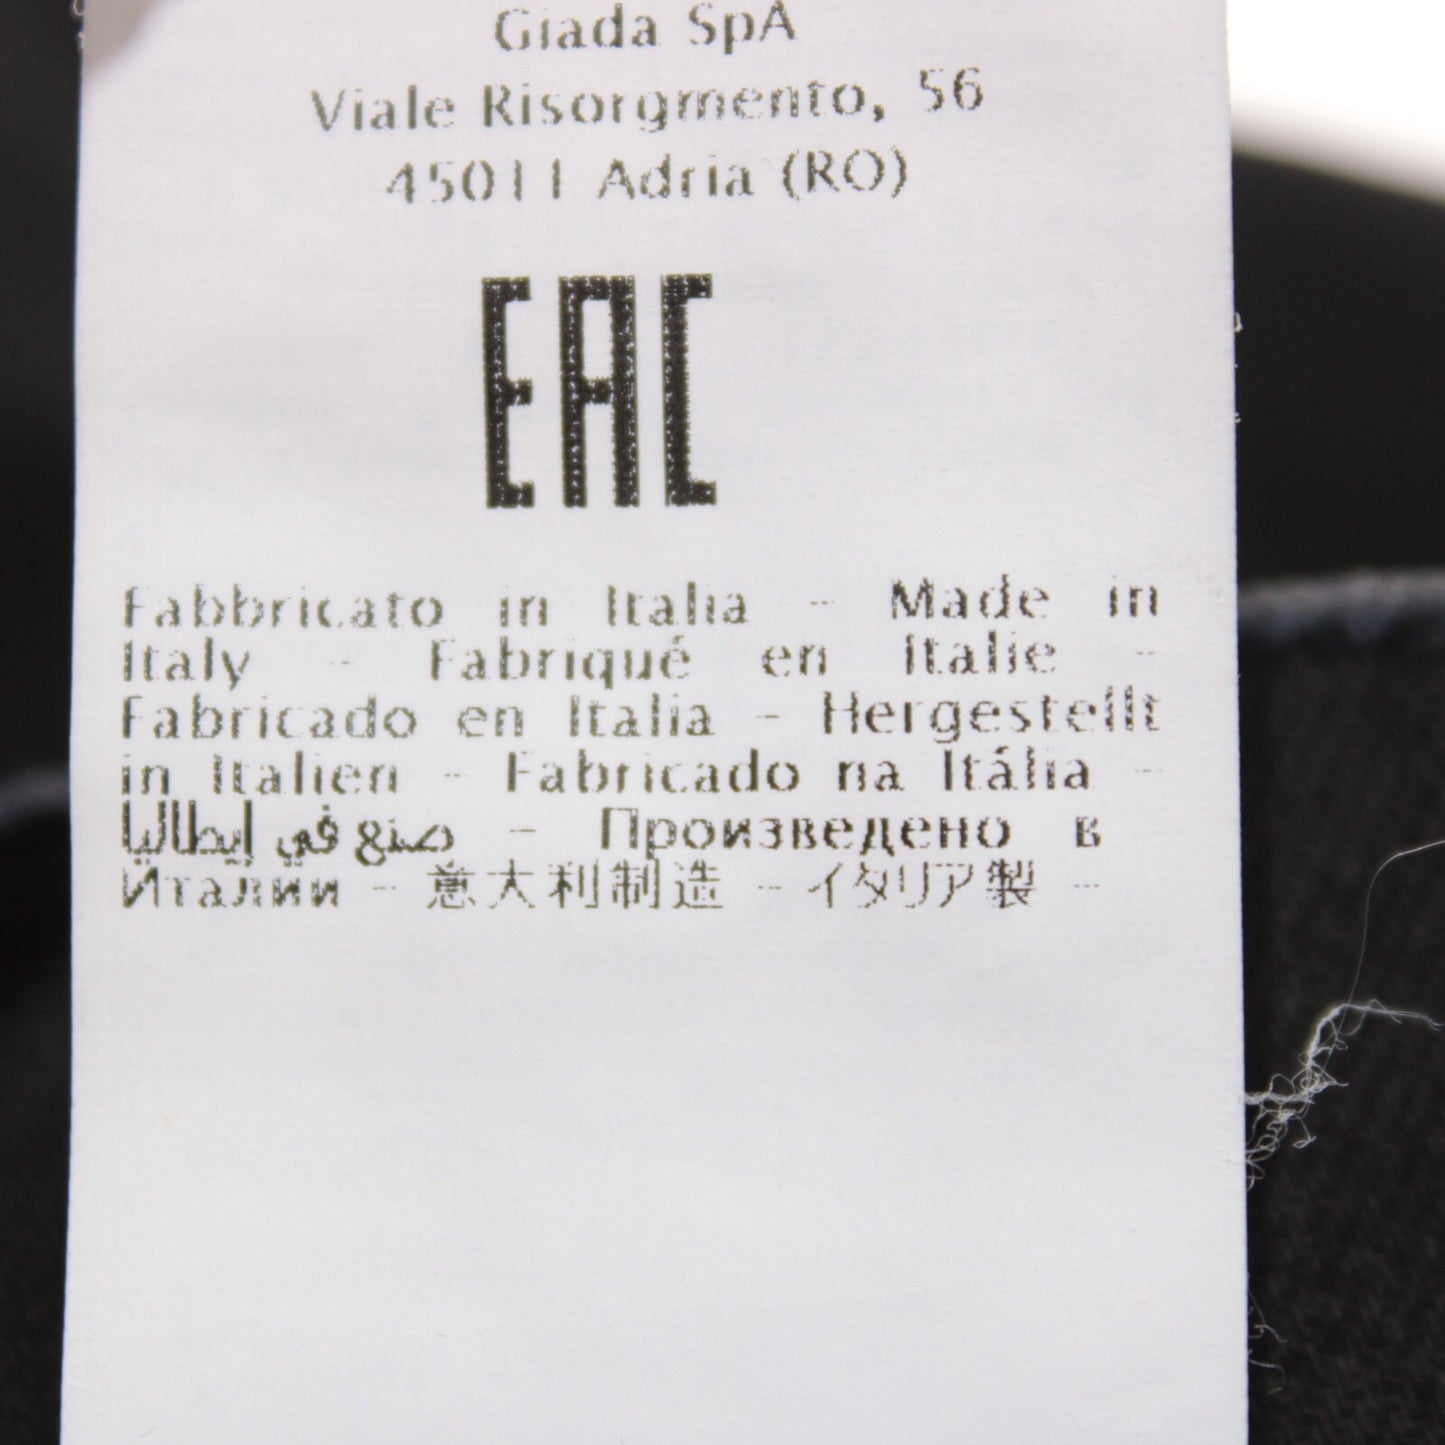 Giada SpA
Viale Risorgmento, 56
45011 Adria (RO)
EAC
Fabbricato in Italia - Made in
Italy - Fabriqué en Italie -
Fabricado en Italia - Hergestellt
in Italien - Fabricado na Itália -
صنع في إيطاليا - Произведено в
Италии - 意大利制造 - イタリア製 -